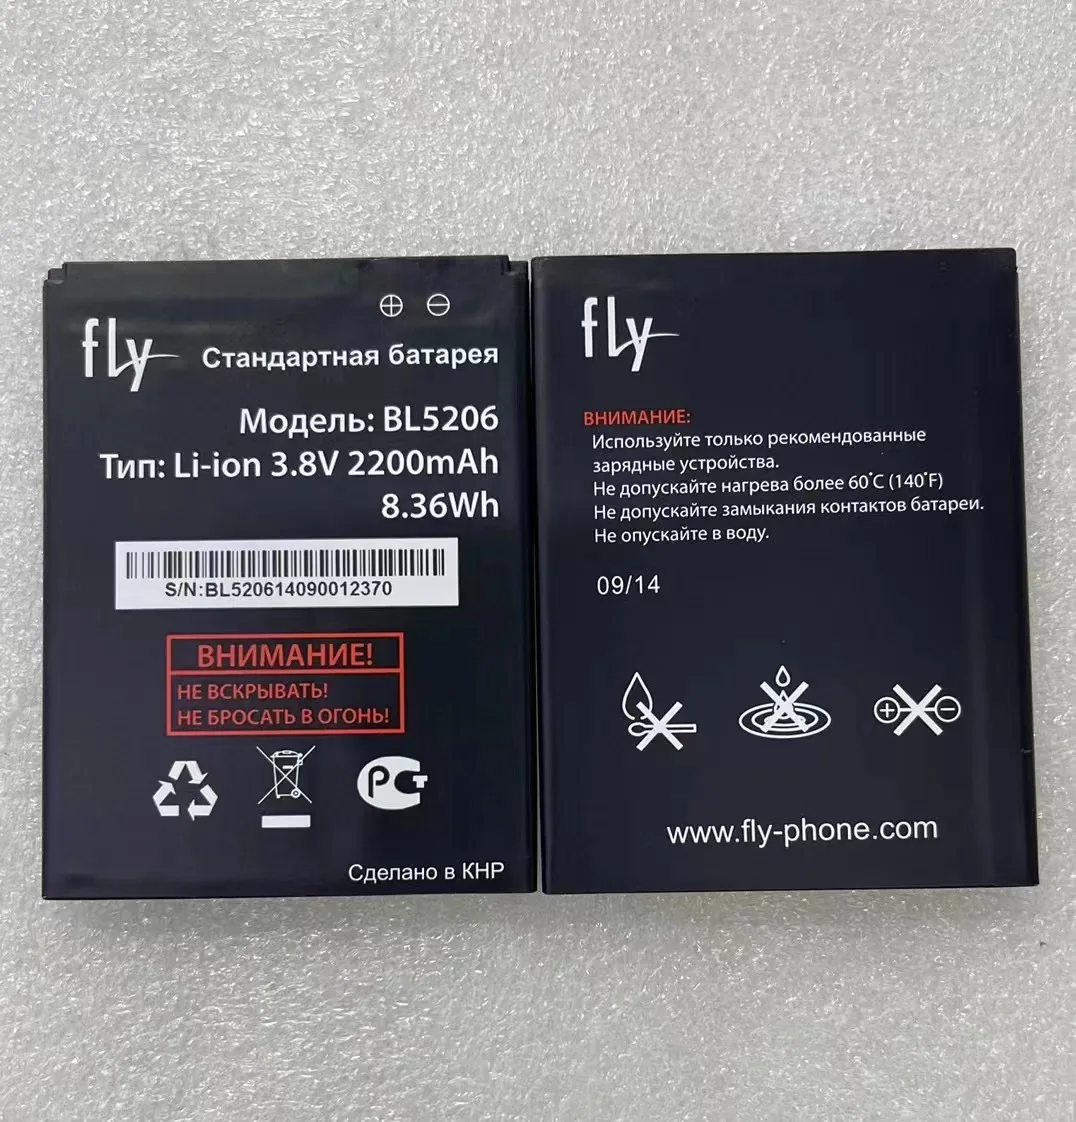 fly
Стандартная батарея
Модель: BL5206
Тип: Li-ion 3.8V 2200mAh
8.36Wh
S/N:BL520614090012370
ВНИМАНИЕ!
НЕ ВСКРЫВАТЬ!
НЕ БРОСАТЬ В ОГОНЬ!
РСТ
Сделано в КНР
fly
ВНИМАНИЕ:
Используйте только рекомендованные
зарядные устройства.
Не допускайте нагрева более 60°C (140°F)
Не допускайте замыкания контактов батареи.
Не опускайте в воду.
09/14
www.fly-phone.com